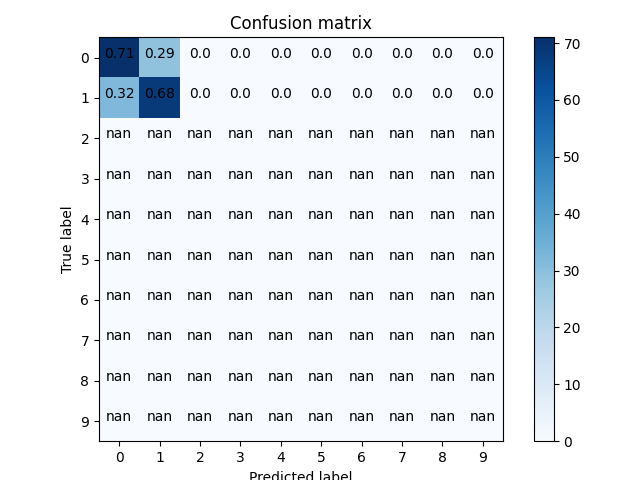 Confusion matrix
0 0.71 0.29 0.0 0.0 0.0 0.0 0.0 0.0 0.0 0.0
1 0.32 0.68 0.0 0.0 0.0 0.0 0.0 0.0 0.0 0.0
2 nan nan nan nan nan nan nan nan nan nan
3 nan nan nan nan nan nan nan nan nan nan
4 nan nan nan nan nan nan nan nan nan nan
5 nan nan nan nan nan nan nan nan nan nan
6 nan nan nan nan nan nan nan nan nan nan
7 nan nan nan nan nan nan nan nan nan nan
8 nan nan nan nan nan nan nan nan nan nan
9 nan nan nan nan nan nan nan nan nan nan
0 1 2 3 4 5 6 7 8 9
True label
Predicted label
70
60
50
40
30
20
10
0